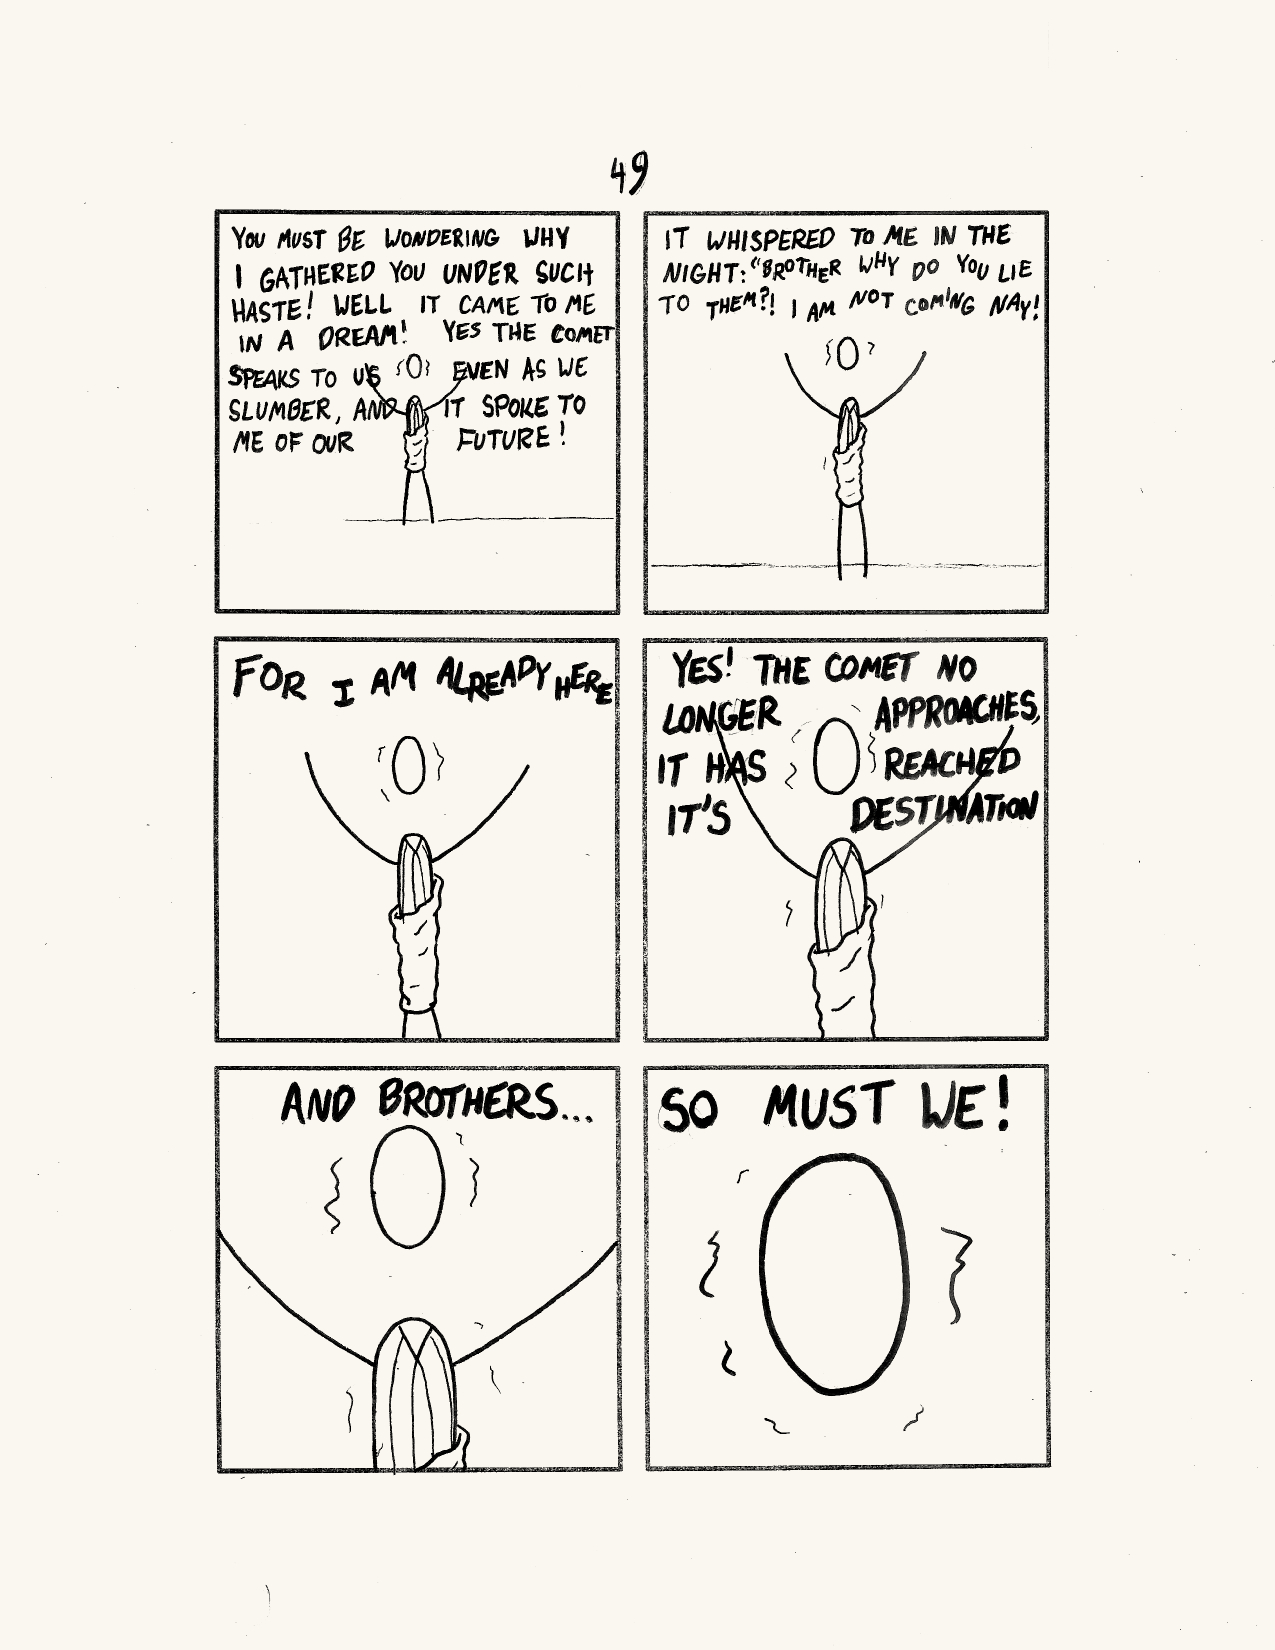 49
YOU MUST BE WONDERING WHY
I GATHERED YOU UNDER SUCH
HASTE! WELL IT CAME TO ME
IN A DREAM! YES THE COMET
SPEAKS TO US EVEN AS WE
SLUMBER, AND IT SPOKE TO
ME OF OUR FUTURE!
IT WHISPERED TO ME IN THE
NIGHT: "BROTHER WHY DO YOU LIE
TO THEM?! I AM NOT COMING NAY!
FOR I AM ALREADY HERE
YES! THE COMET NO
LONGER APPROACHES,
IT HAS REACHED
IT'S DESTINATION
AND BROTHERS...
SO MUST WE!